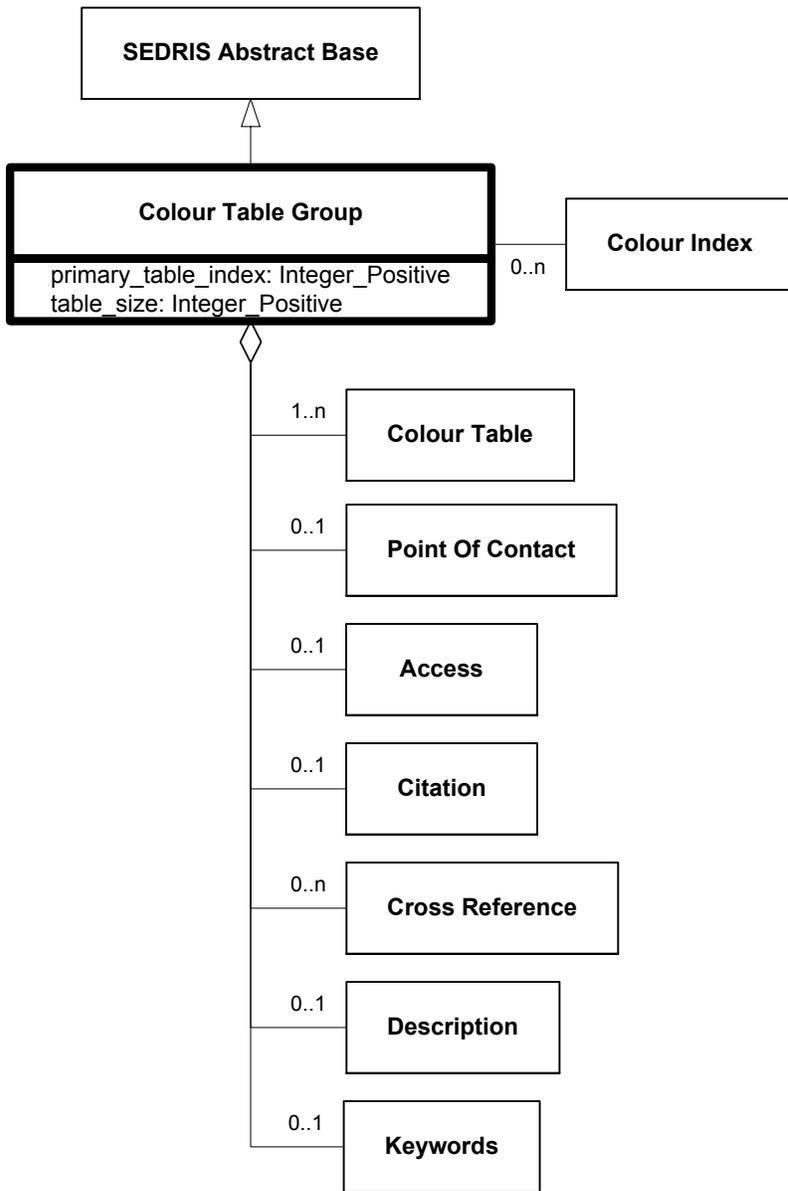 SEDRIS Abstract Base
Colour Table Group
primary_table_index: Integer_Positive
table_size: Integer_Positive
0..n
Colour Index
1..n
Colour Table
0..1
Point Of Contact
0..1
Access
0..1
Citation
0..n
Cross Reference
0..1
Description
0..1
Keywords